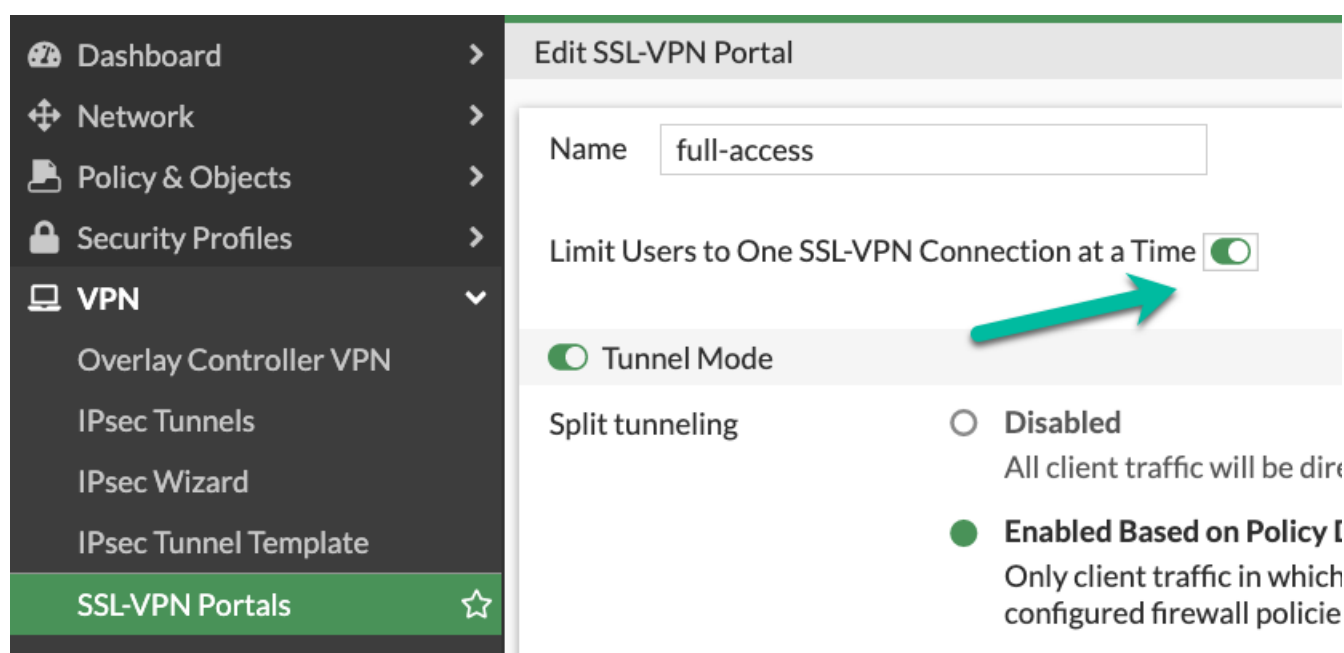 Dashboard
Network
Policy & Objects
Security Profiles
VPN
Overlay Controller VPN
IPsec Tunnels
IPsec Wizard
IPsec Tunnel Template
SSL-VPN Portals
Edit SSL-VPN Portal
Name full-access
Limit Users to One SSL-VPN Connection at a Time
Tunnel Mode
Split tunneling
Disabled
All client traffic will be
Enabled Based on Policy
Only client traffic in which
configured firewall